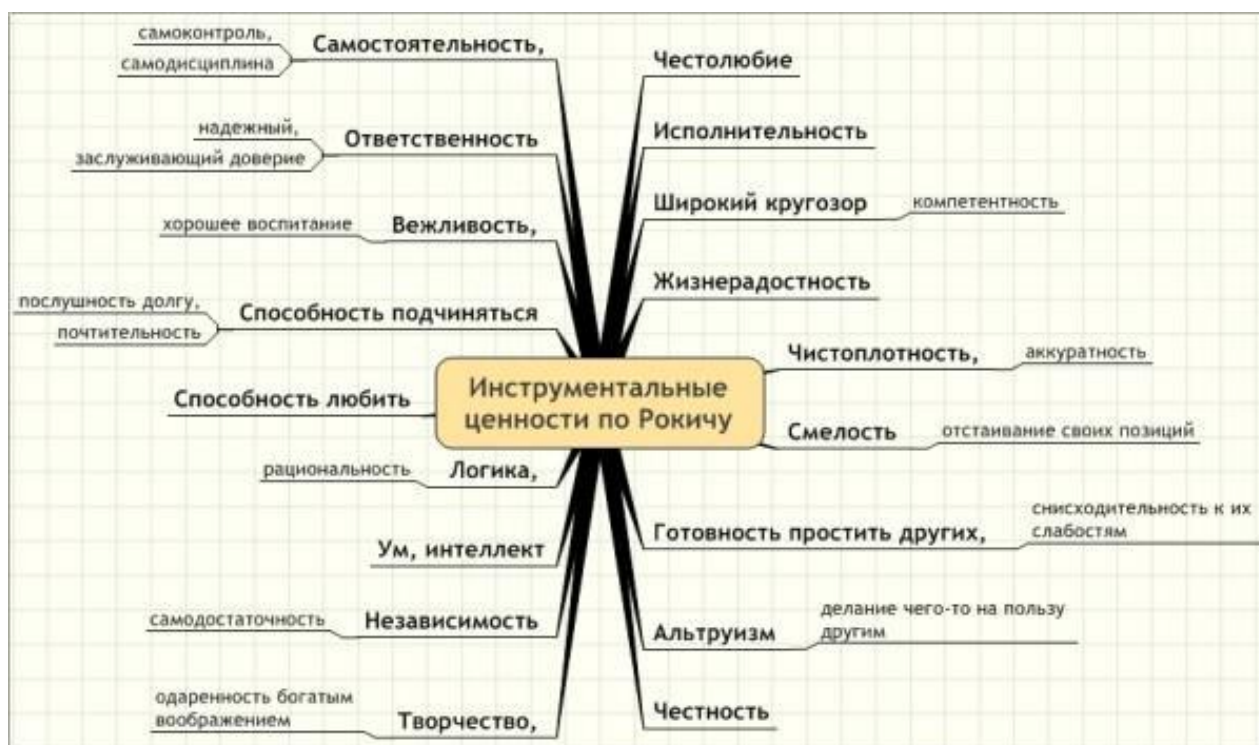 Инструментальные
ценности по Рокичу
Честолюбие
Исполнительность
Широкий кругозор
компетентность
Жизнерадостность
Чистоплотность,
аккуратность
Смелость
отстаивание своих позиций
Готовность простить других,
снисходительность к их
слабостям
Альтруизм
делание чего-то на пользу
другим
Честность
Самостоятельность,
самоконтроль,
самодисциплина
Ответственность
надежный,
заслуживающий доверие
Вежливость,
хорошее воспитание
Способность подчиняться
послушность долгу,
почтительность
Способность любить
Логика,
рациональность
Ум, интеллект
Независимость
самодостаточность
Творчество,
одаренность богатым
воображением